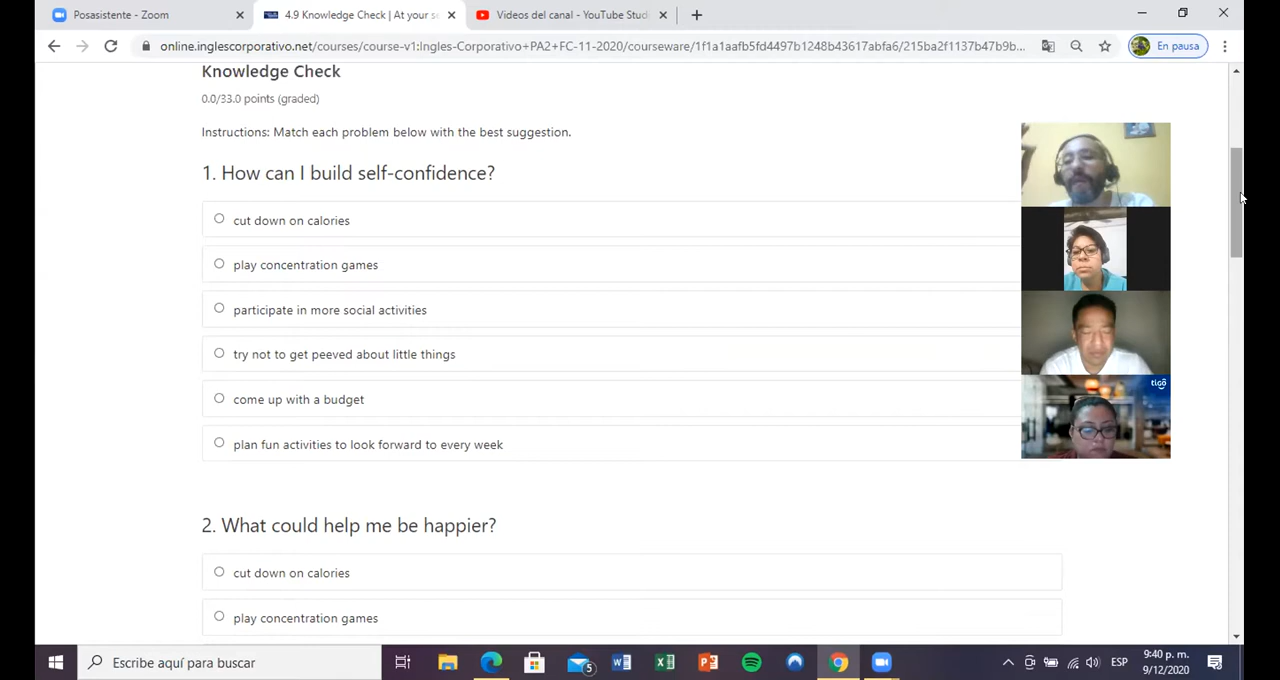 Posasistente - Zoom
4.9 Knowledge Check | At your se
Videos del canal - YouTube Stud
online.inglescorporativo.net/courses/course-v1:Ingles-Corporativo+PA2+FC-11-2020/courseware/1f1a1aafb5fd4497b1248b43617abfa6/215ba2f1137b47b9b...
En pausa
Knowledge Check
0.0/33.0 points (graded)
Instructions: Match each problem below with the best suggestion.
1. How can I build self-confidence?
cut down on calories
play concentration games
participate in more social activities
try not to get peeved about little things
come up with a budget
plan fun activities to look forward to every week
tigo
2. What could help me be happier?
cut down on calories
play concentration games
Escribe aquí para buscar
5
ESP
9:40 p. m.
9/12/2020